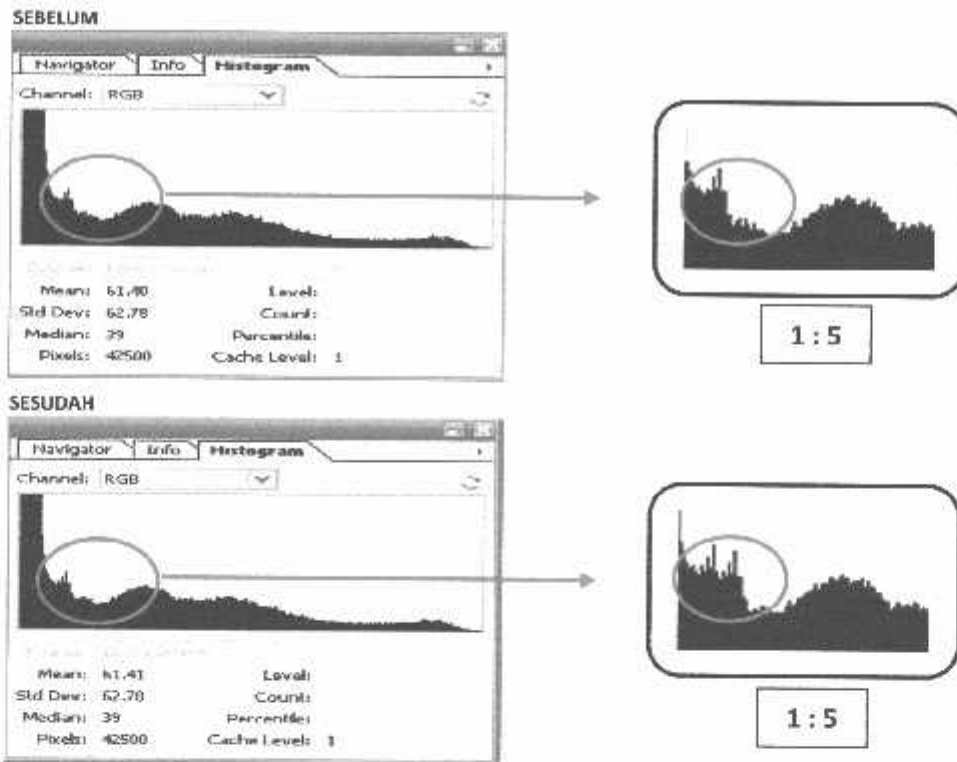 SEBELUM
Navigator Info Histogram
Channel: RGB
Mean: 61.40 Level:
Std Dev: 62.78 Count:
Median: 39 Percentile:
Pixels: 42500 Cache Level: 1
1 : 5
SESUDAH
Navigator Info Histogram
Channel: RGB
Mean: 61.41 Level:
Std Dev: 62.78 Count:
Median: 39 Percentile:
Pixels: 42500 Cache Level: 1
1 : 5